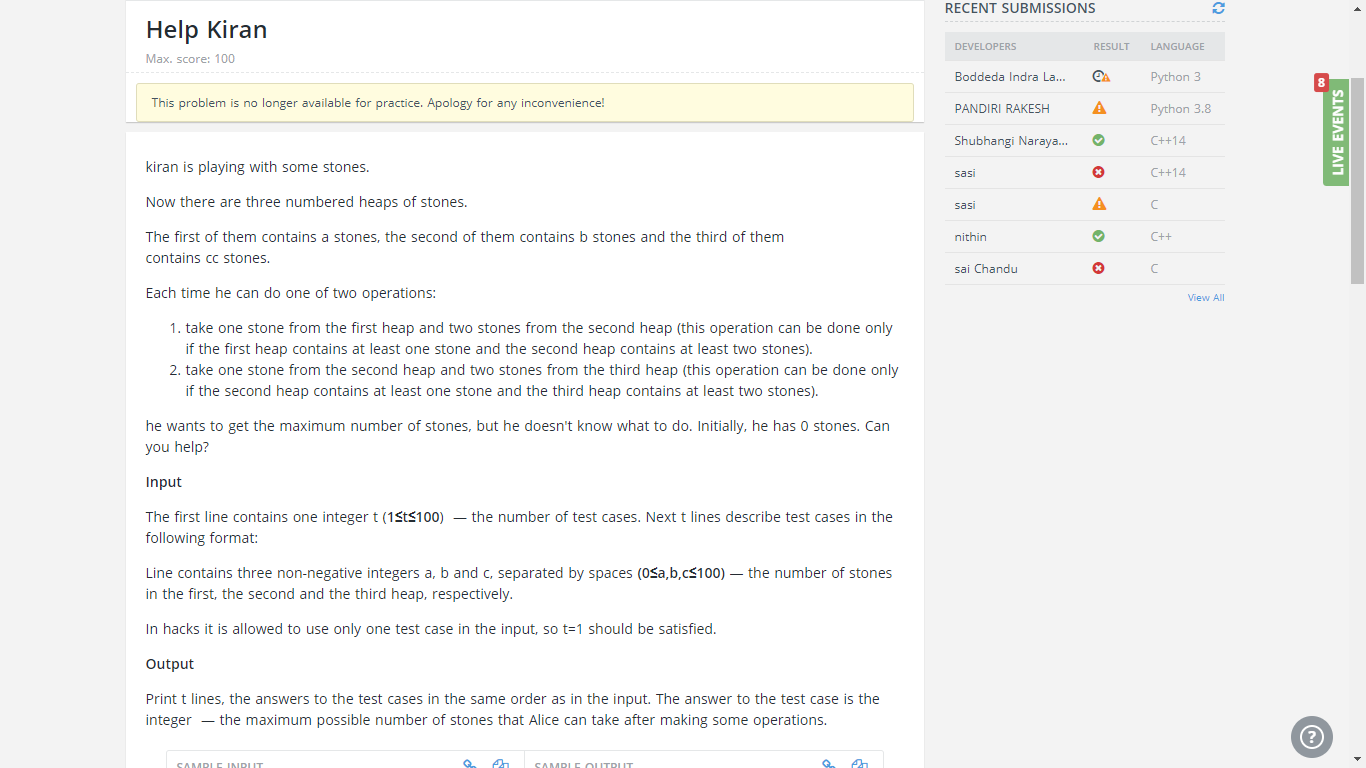 Help Kiran
Max. score: 100
This problem is no longer available for practice. Apology for any inconvenience!
kiran is playing with some stones.
Now there are three numbered heaps of stones.
The first of them contains a stones, the second of them contains b stones and the third of them
contains cc stones.
Each time he can do one of two operations:
1. take one stone from the first heap and two stones from the second heap (this operation can be done only
if the first heap contains at least one stone and the second heap contains at least two stones).
2. take one stone from the second heap and two stones from the third heap (this operation can be done only
if the second heap contains at least one stone and the third heap contains at least two stones).
he wants to get the maximum number of stones, but he doesn't know what to do. Initially, he has 0 stones. Can
you help?
Input
The first line contains one integer t (1≤t≤100)  — the number of test cases. Next t lines describe test cases in the
following format:
Line contains three non-negative integers a, b and c, separated by spaces (0≤a,b,c≤100) — the number of stones
in the first, the second and the third heap, respectively.
In hacks it is allowed to use only one test case in the input, so t=1 should be satisfied.
Output
Print t lines, the answers to the test cases in the same order as in the input. The answer to the test case is the
integer  — the maximum possible number of stones that Alice can take after making some operations.
SAMPLE INPUT
SAMPLE OUTPUT
RECENT SUBMISSIONS
DEVELOPERS RESULT LANGUAGE
Boddeda Indra La... Python 3
PANDIRI RAKESH Python 3.8
Shubhangi Naraya... C++14
sasi C++14
sasi C
nithin C++
sai Chandu C
View All
8
LIVE EVENTS
?